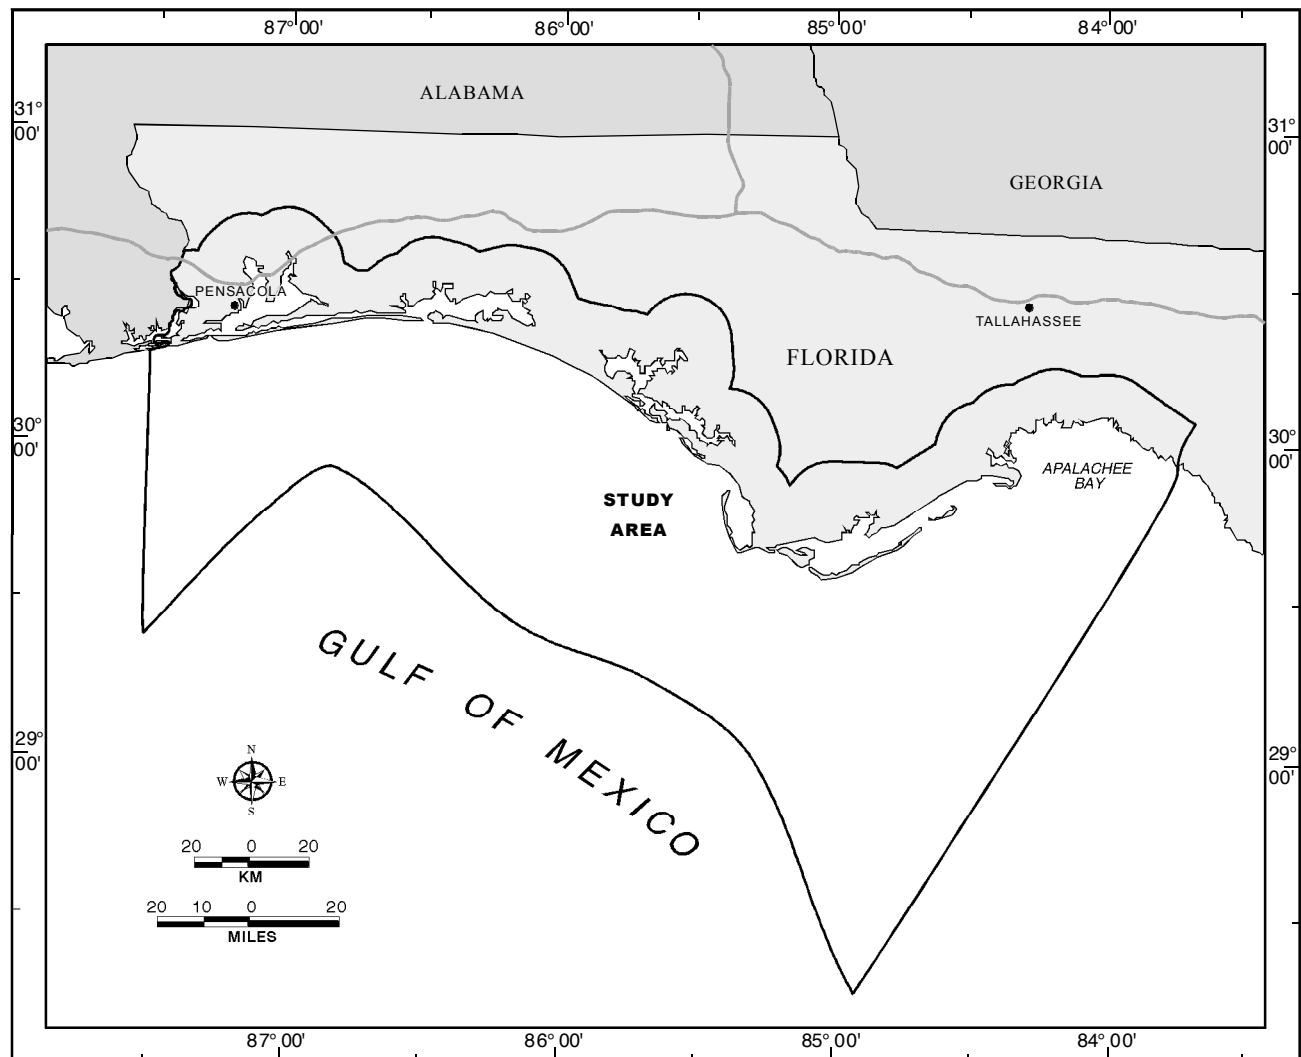 87°00' 86°00' 85°00' 84°00'
ALABAMA
31°
00'
31°
00'
GEORGIA
PENSACOLA
TALLAHASSEE
FLORIDA
30°
00'
30°
00'
APALACHEE
BAY
STUDY
AREA
GULF OF MEXICO
29°
00'
29°
00'
N
W E
S
20 0 20
KM
20 10 0 20
MILES
87°00' 86°00' 85°00' 84°00'